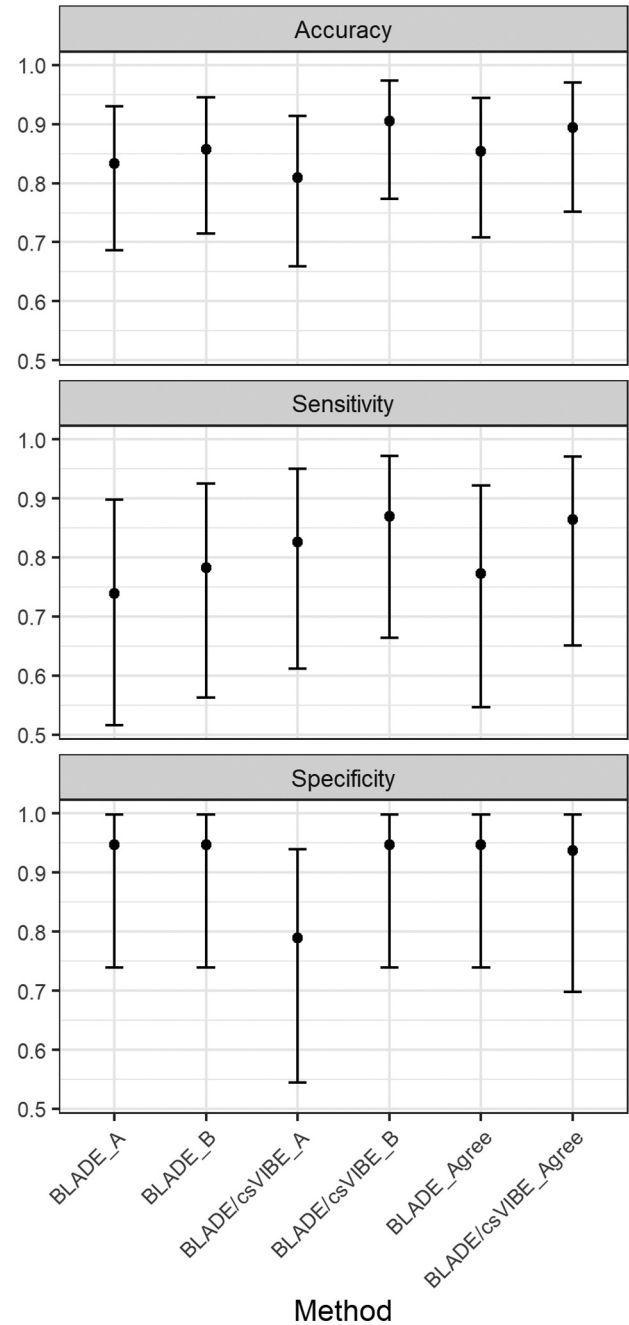 Accuracy
1.0
0.9
0.8
0.7
0.6
0.5
Sensitivity
1.0
0.9
0.8
0.7
0.6
0.5
Specificity
1.0
0.9
0.8
0.7
0.6
0.5
BLADE_A
BLADE_B
BLADE/csVIBE_A
BLADE/csVIBE_B
BLADE_Agree
BLADE/csVIBE_Agree
Method